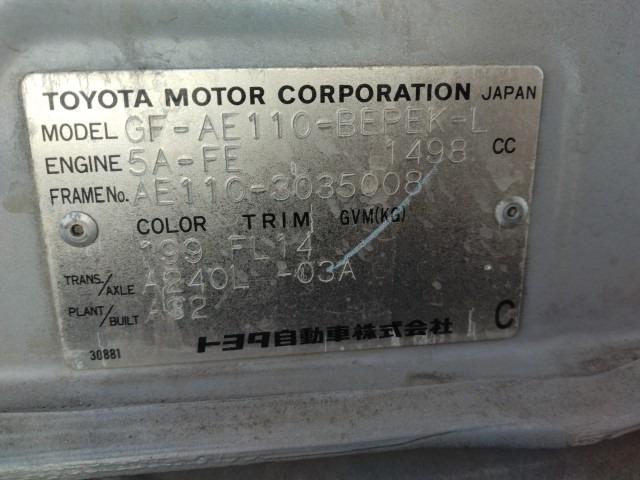 TOYOTA MOTOR CORPORATION JAPAN
MODEL GF-AE110-BEPEK-L
ENGINE 5A-FE 1498 CC
FRAME No. AE110-3035008
COLOR TRIM GVM(KG)
199 FL14
TRANS./AXLE A240L -03A
PLANT/BUILT A32
C
30881 トヨタ自動車株式会社